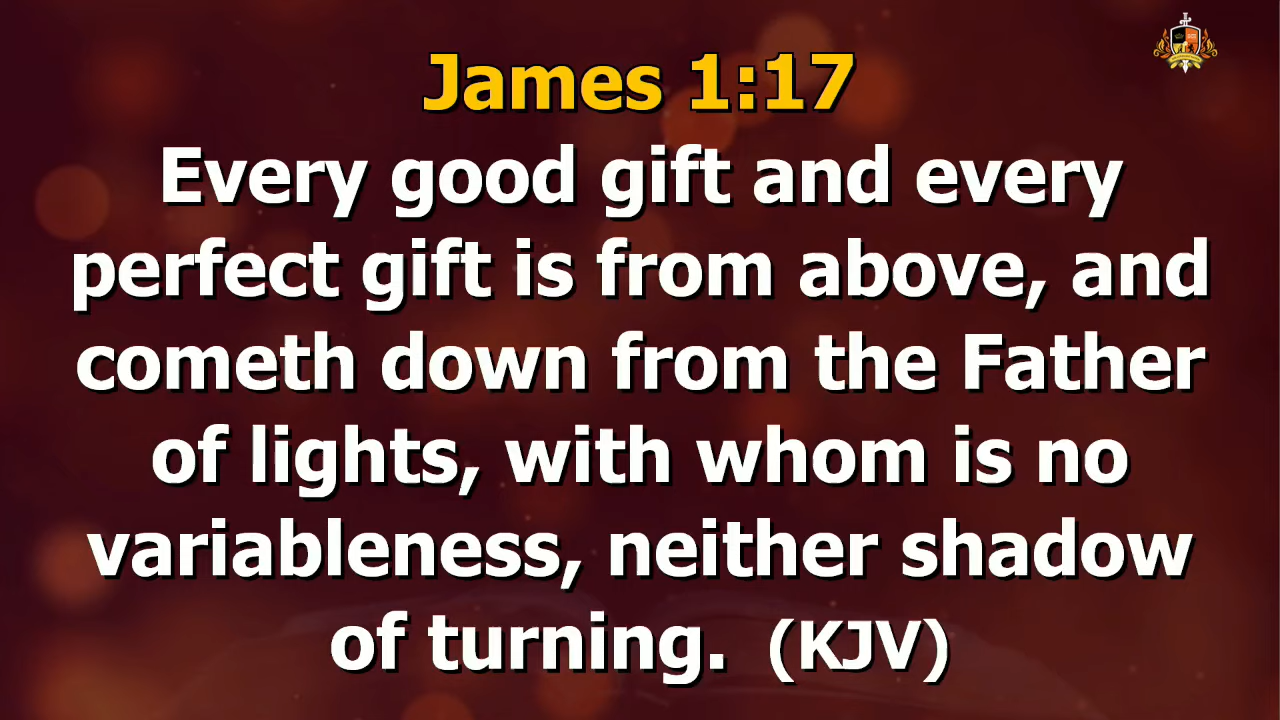 James 1:17
Every good gift and every
perfect gift is from above, and
cometh down from the Father
of lights, with whom is no
variableness, neither shadow
of turning. (KJV)